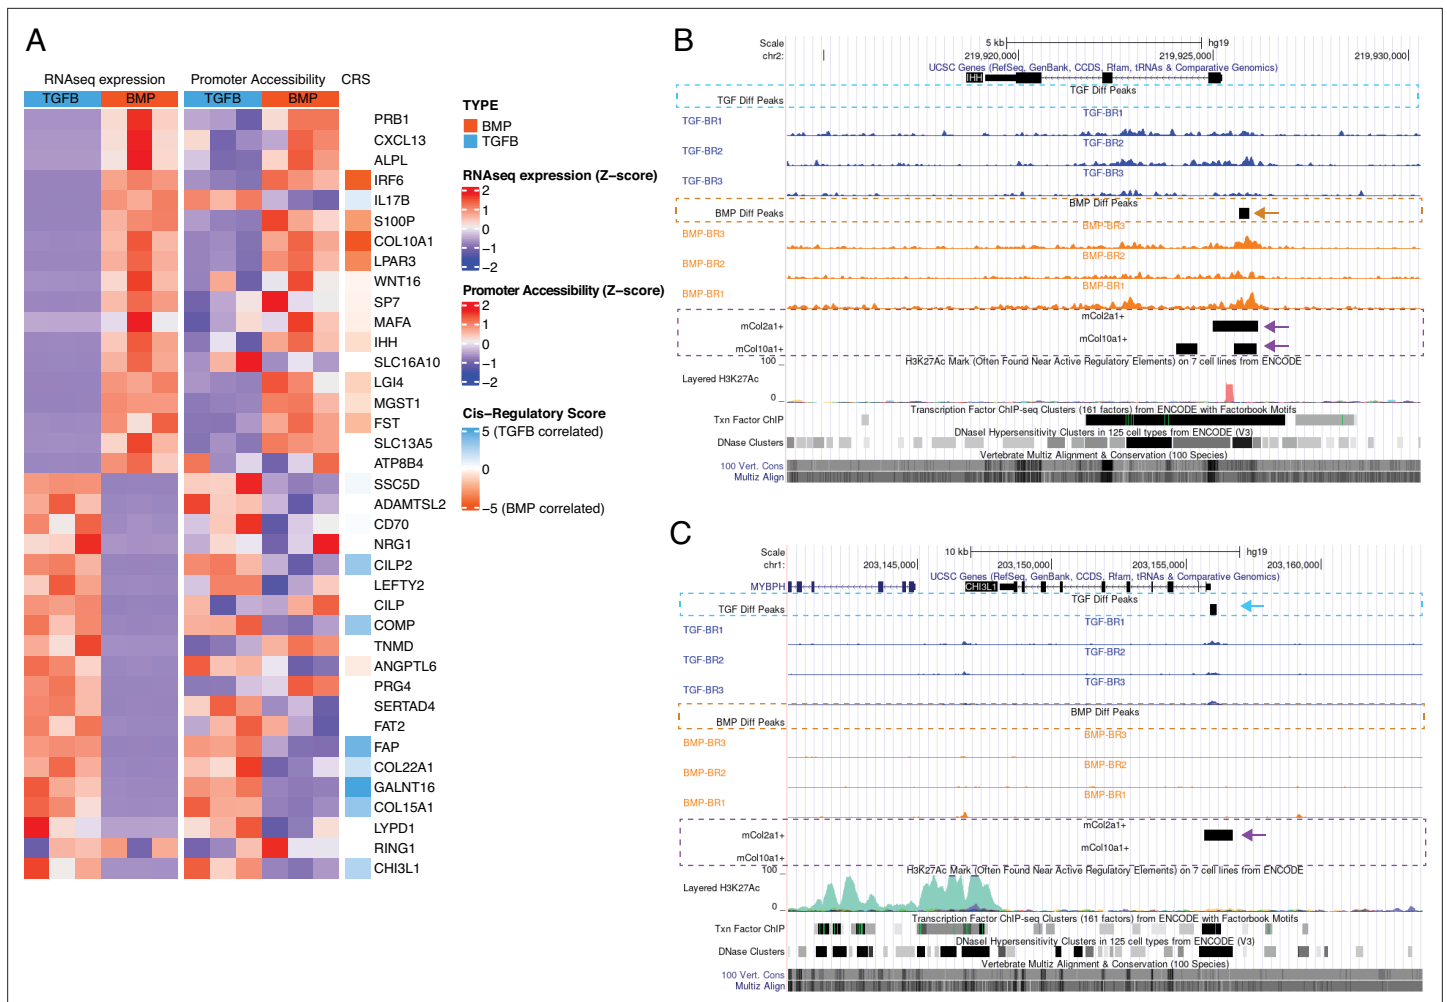 A
RNAseq expression
Promoter Accessibility
CRS
TGFB
BMP
TGFB
BMP
PRB1
CXCL13
ALPL
IRF6
IL17B
S100P
COL10A1
LPAR3
WNT16
SP7
MAFA
IHH
SLC16A10
LGI4
MGST1
FST
SLC13A5
ATP8B4
SSC5D
ADAMTSL2
CD70
NRG1
CILP2
LEFTY2
CILP
COMP
TNMD
ANGPTL6
PRG4
SERTAD4
FAT2
FAP
COL22A1
GALNT16
COL15A1
LYPD1
RING1
CHI3L1
TYPE
BMP
TGFB
RNAseq expression (Z-score)
2
1
0
−1
−2
Promoter Accessibility (Z-score)
2
1
0
−1
−2
Cis−Regulatory Score
5 (TGFB correlated)
0
−5 (BMP correlated)
B
Scale
5 kb
hg19
chr2:
219,920,000
219,925,000
219,930,000
UCSC Genes (RefSeq, GenBank, CCDS, Rfam, tRNAs & Comparative Genomics)
IHH
TGF Diff Peaks
TGF Diff Peaks
TGF-BR1
TGF-BR1
TGF-BR2
TGF-BR2
TGF-BR3
TGF-BR3
BMP Diff Peaks
BMP Diff Peaks
BMP-BR3
BMP-BR3
BMP-BR2
BMP-BR2
BMP-BR1
BMP-BR1
mCol2a1+
mCol2a1+
mCol10a1+
mCol10a1+
H3K27Ac Mark (Often Found Near Active Regulatory Elements) on 7 cell lines from ENCODE
100
Layered H3K27Ac
0
Transcription Factor ChIP-seq Clusters (161 factors) from ENCODE with Factorbook Motifs
Txn Factor ChIP
DNaseI Hypersensitivity Clusters in 125 cell types from ENCODE (V3)
DNase Clusters
Vertebrate Multiz Alignment & Conservation (100 Species)
100 Vert. Cons
Multiz Align
C
Scale
10 kb
hg19
chr1:
203,145,000
203,150,000
203,155,000
203,160,000
UCSC Genes (RefSeq, GenBank, CCDS, Rfam, tRNAs & Comparative Genomics)
MYBPH
CHI3L1
TGF Diff Peaks
TGF Diff Peaks
TGF-BR1
TGF-BR1
TGF-BR2
TGF-BR2
TGF-BR3
TGF-BR3
BMP Diff Peaks
BMP Diff Peaks
BMP-BR3
BMP-BR3
BMP-BR2
BMP-BR2
BMP-BR1
BMP-BR1
mCol2a1+
mCol2a1+
mCol10a1+
mCol10a1+
H3K27Ac Mark (Often Found Near Active Regulatory Elements) on 7 cell lines from ENCODE
100
Layered H3K27Ac
0
Transcription Factor ChIP-seq Clusters (161 factors) from ENCODE with Factorbook Motifs
Txn Factor ChIP
DNaseI Hypersensitivity Clusters in 125 cell types from ENCODE (V3)
DNase Clusters
Vertebrate Multiz Alignment & Conservation (100 Species)
100 Vert. Cons
Multiz Align